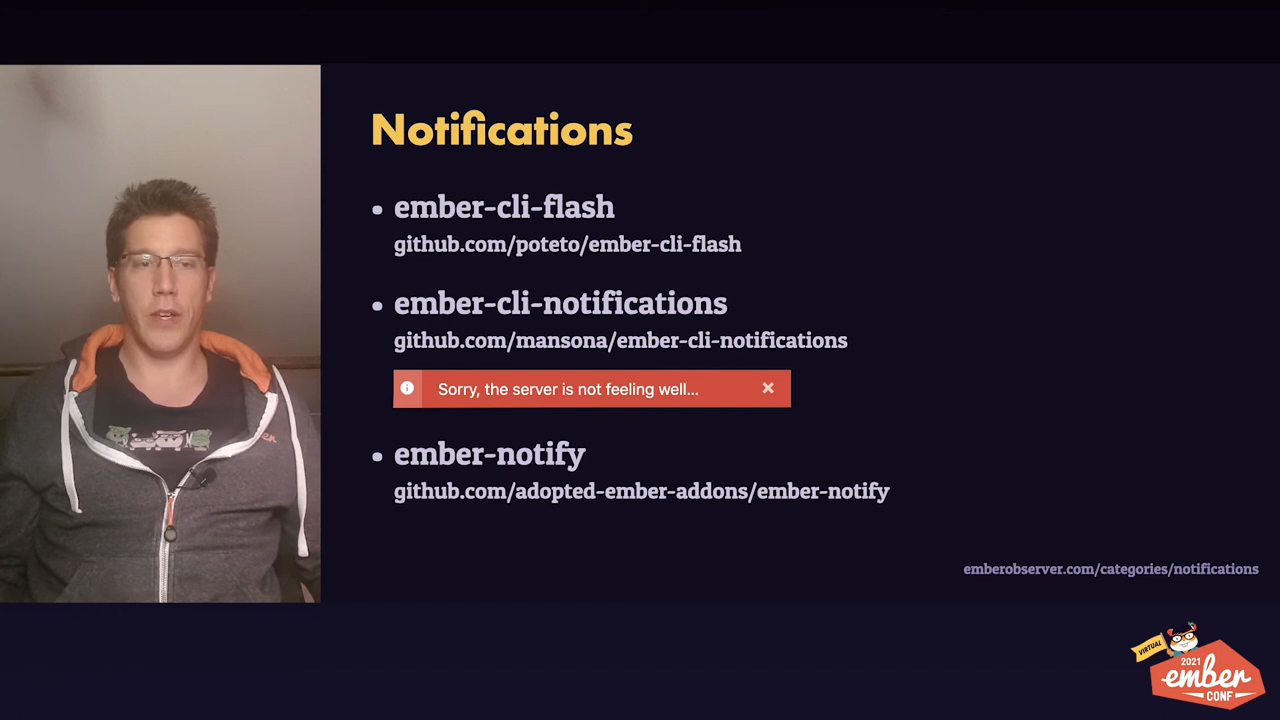 Notifications
• ember-cli-flash
github.com/poteto/ember-cli-flash
• ember-cli-notifications
github.com/mansona/ember-cli-notifications
Sorry, the server is not feeling well...
• ember-notify
github.com/adopted-ember-addons/ember-notify
emberobserver.com/categories/notifications
VIRTUAL
2021
ember
CONF